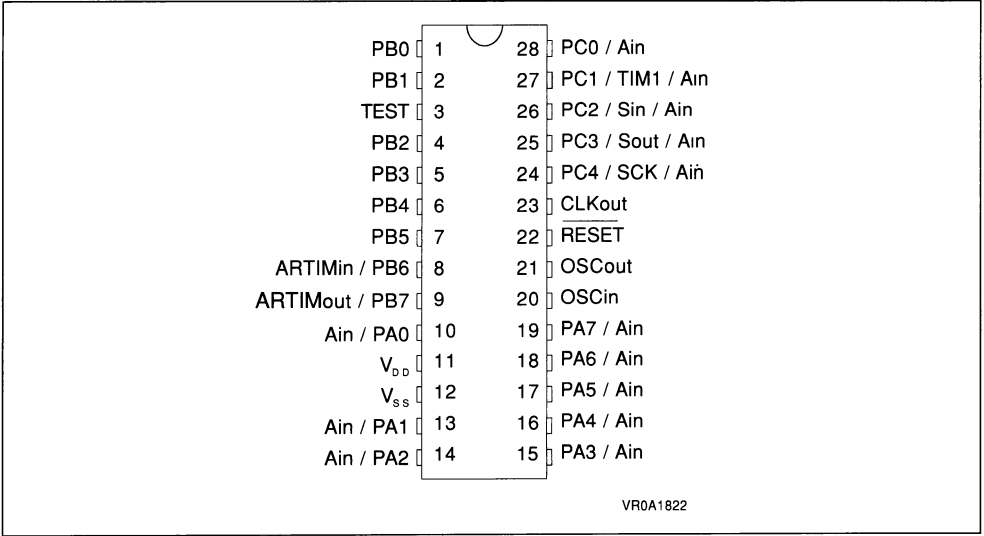 PB0 1 28 PC0 / Ain
PB1 2 27 PC1 / TIM1 / Ain
TEST 3 26 PC2 / Sin / Ain
PB2 4 25 PC3 / Sout / Ain
PB3 5 24 PC4 / SCK / Ain
PB4 6 23 CLKout
PB5 7 22 RESET
ARTIMin / PB6 8 21 OSCout
ARTIMout / PB7 9 20 OSCin
Ain / PA0 10 19 PA7 / Ain
VDD 11 18 PA6 / Ain
VSS 12 17 PA5 / Ain
Ain / PA1 13 16 PA4 / Ain
Ain / PA2 14 15 PA3 / Ain
VR0A1822